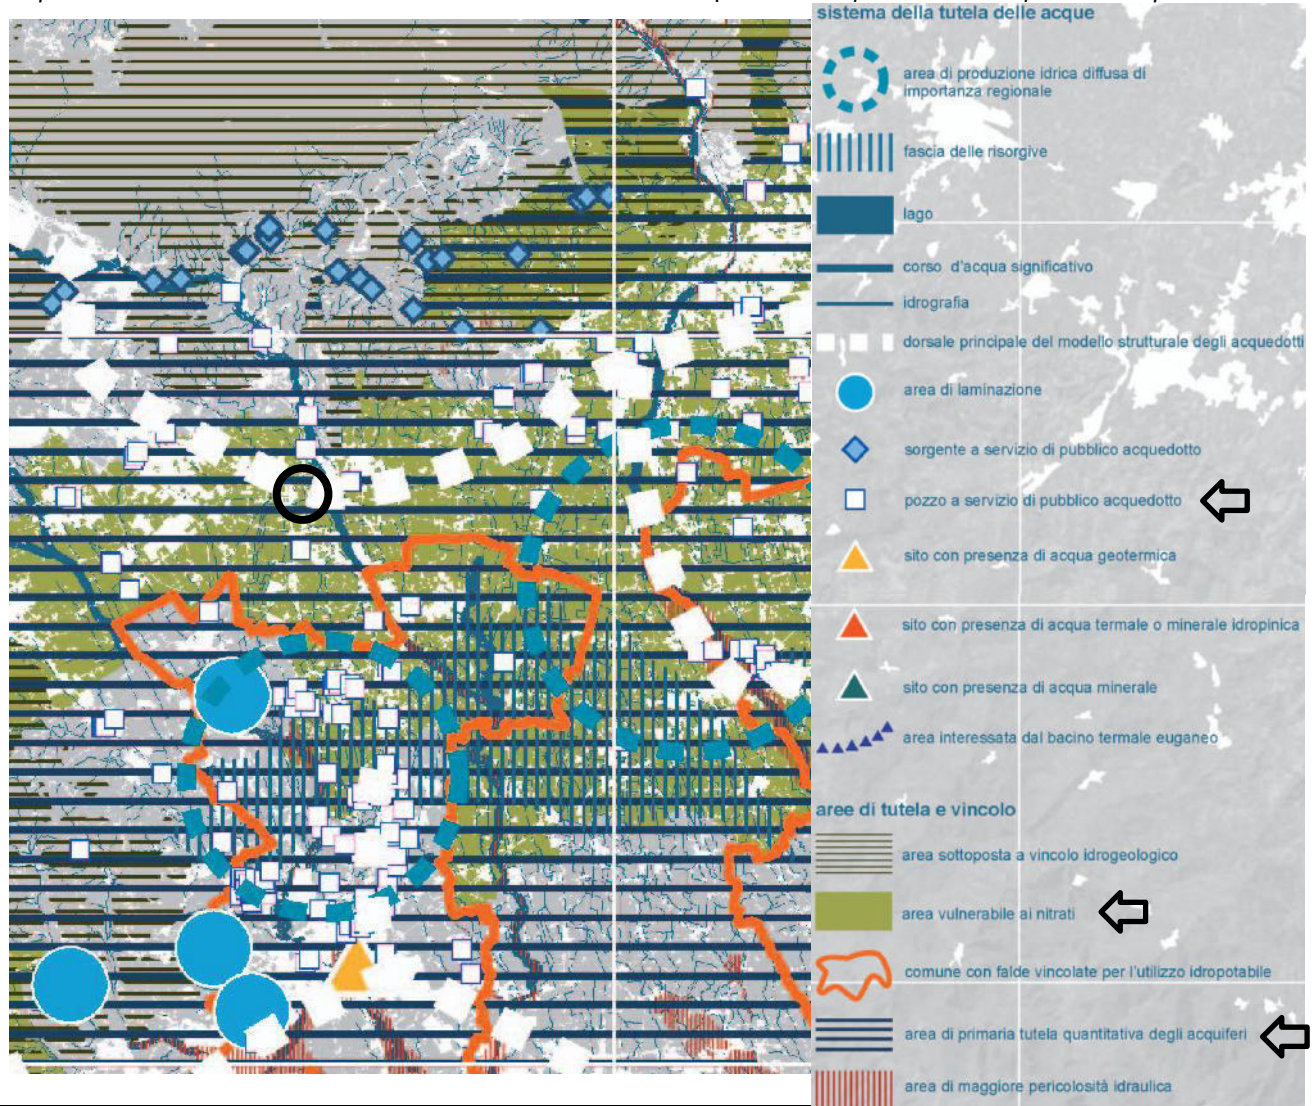 sistema della tutela delle acque
area di produzione idrica diffusa di
importanza regionale
fascia delle risorgive
lago
corso d'acqua significativo
idrografia
dorsale principale del modello strutturale degli acquedotti
area di laminazione
sorgente a servizio di pubblico acquedotto
pozzo a servizio di pubblico acquedotto
sito con presenza di acqua geotermica
sito con presenza di acqua termale o minerale idropinica
sito con presenza di acqua minerale
area interessata dal bacino termale euganeo
aree di tutela e vincolo
area sottoposta a vincolo idrogeologico
area vulnerabile ai nitrati
comune con falde vincolate per l'utilizzo idropotabile
area di primaria tutela quantitativa degli acquiferi
area di maggiore pericolosità idraulica